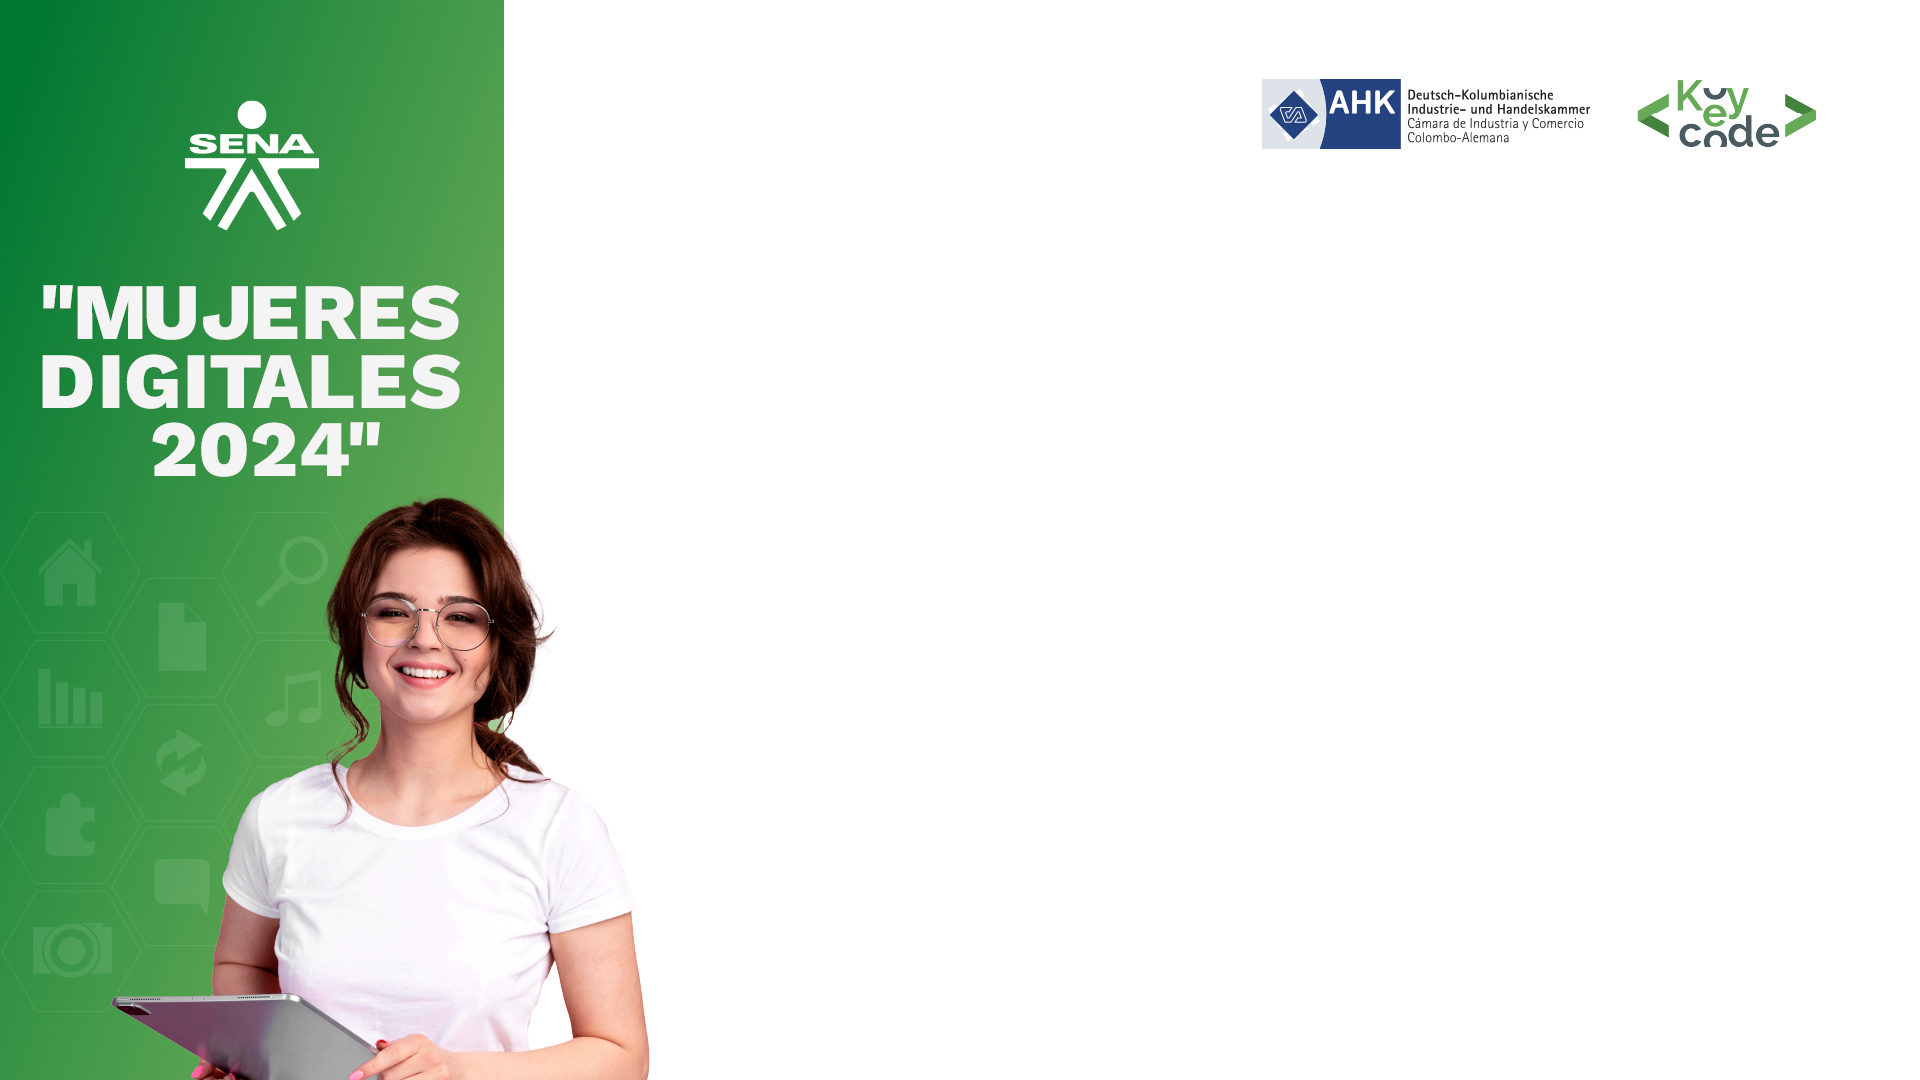 SENA
"MUJERES
DIGITALES
2024"
AHK
Deutsch-Kolumbianische
Industrie- und Handelskammer
Cámara de Industria y Comercio
Colombo-Alemana
<Key
code>